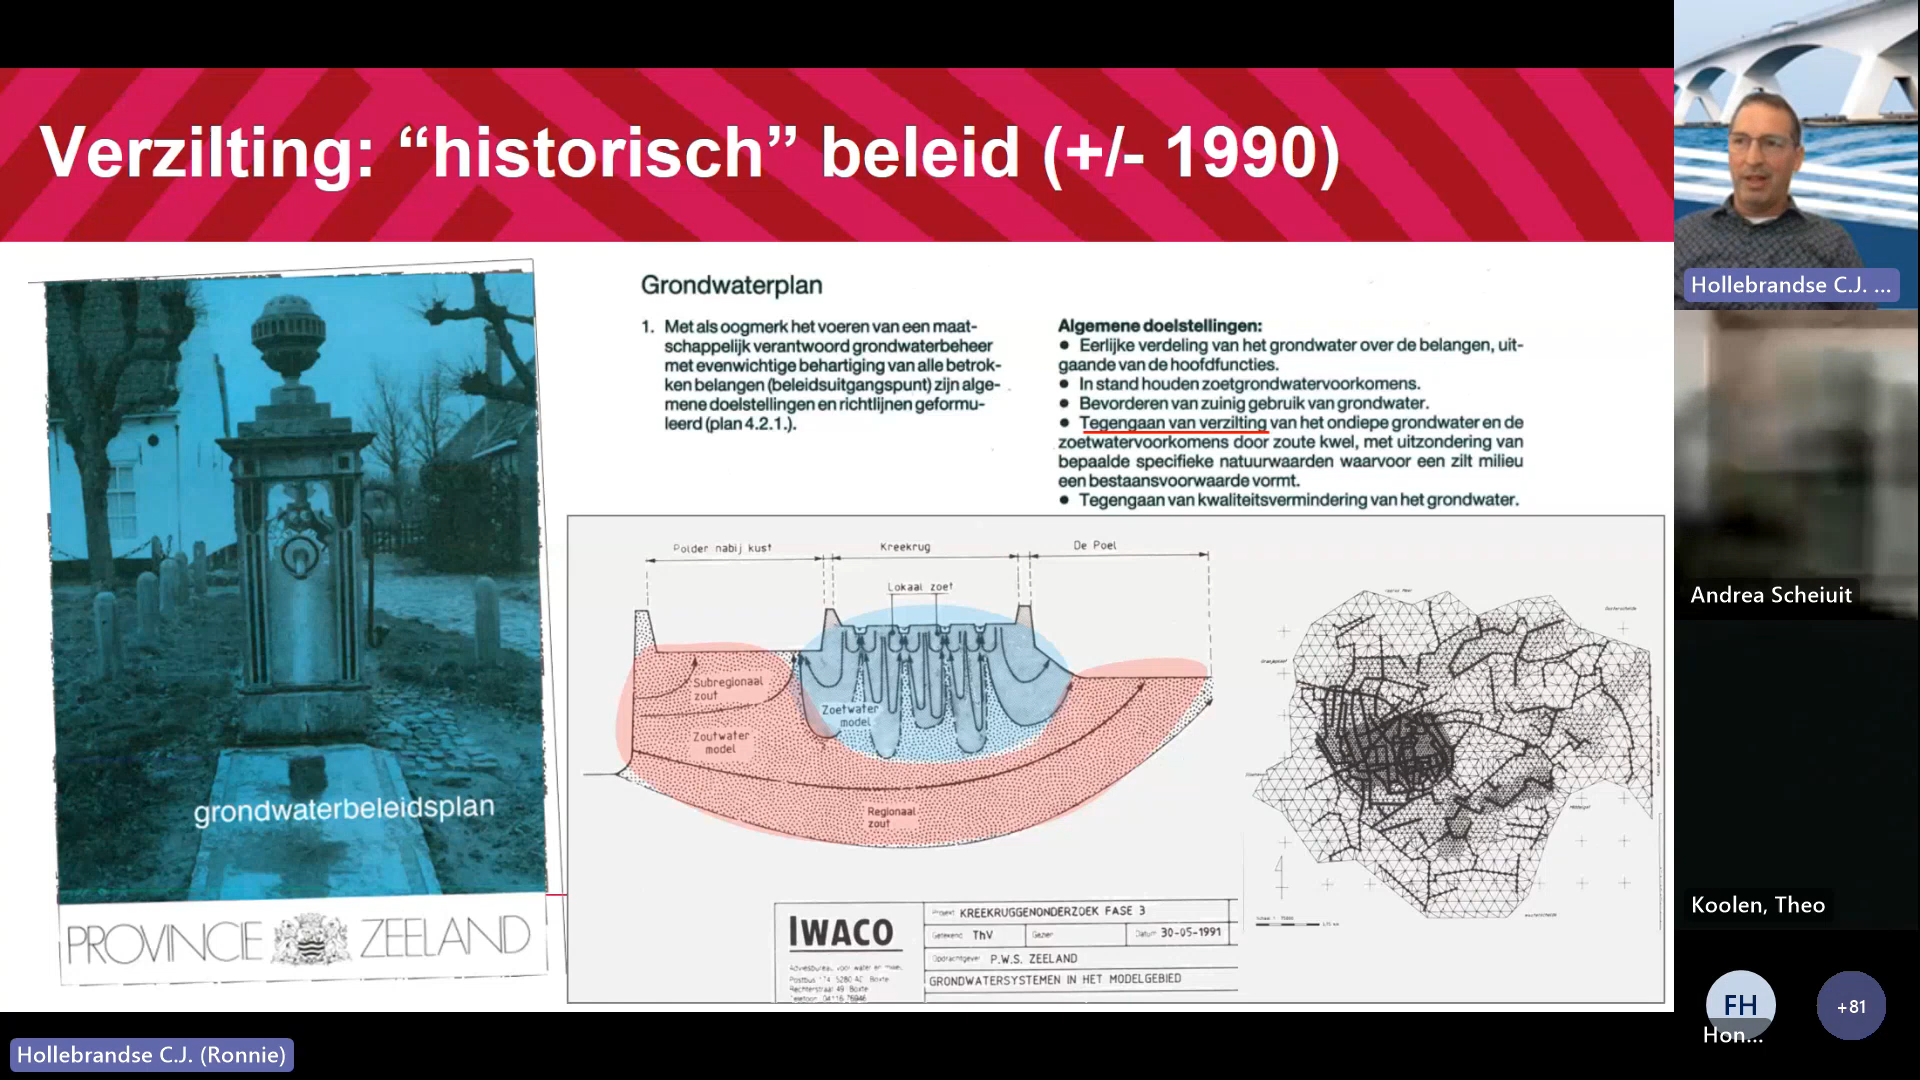 Verzilting: “historisch” beleid (+/- 1990)
grondwaterbeleidsplan
PROVINCIE ZEELAND
Grondwaterplan
1. Met als oogmerk het voeren van een maat-
schappelijk verantwoord grondwaterbeheer
met evenwichtige behartiging van alle betrok-
ken belangen (beleidsuitgangspunt) zijn alge-
mene doelstellingen en richtlijnen geformu-
leerd (plan 4.2.1.).
Algemene doelstellingen:
● Eerlijke verdeling van het grondwater over de belangen, uit-
gaande van de hoofdfuncties.
● In stand houden zoetgrondwatervoorkomens.
● Bevorderen van zuinig gebruik van grondwater.
● Tegengaan van verzilting van het ondiepe grondwater en de
zoetwatervoorkomens door zoute kwel, met uitzondering van
bepaalde specifieke natuurwaarden waarvoor een zilt milieu
een bestaansvoorwaarde vormt.
● Tegengaan van kwaliteitsvermindering van het grondwater.
Polder nabij kust
Kreekrug
De Poel
Lokaal zoet
Subregionaal
zout
Zoetwater
model
Zoutwater
model
Regionaal
zout
IWACO
Adviesbureau voor water en milieu
Project KREEKRUGGENONDERZOEK FASE 3
Getekend ThV
Gezien
Datum 30-05-1991
Opdrachtgever P.W.S. ZEELAND
GRONDWATERSYSTEMEN IN HET MODELGEBIED
Hollebrandse C.J. ...
Andrea Scheiuit
Koolen, Theo
FH
Hon...
+81
Hollebrandse C.J. (Ronnie)